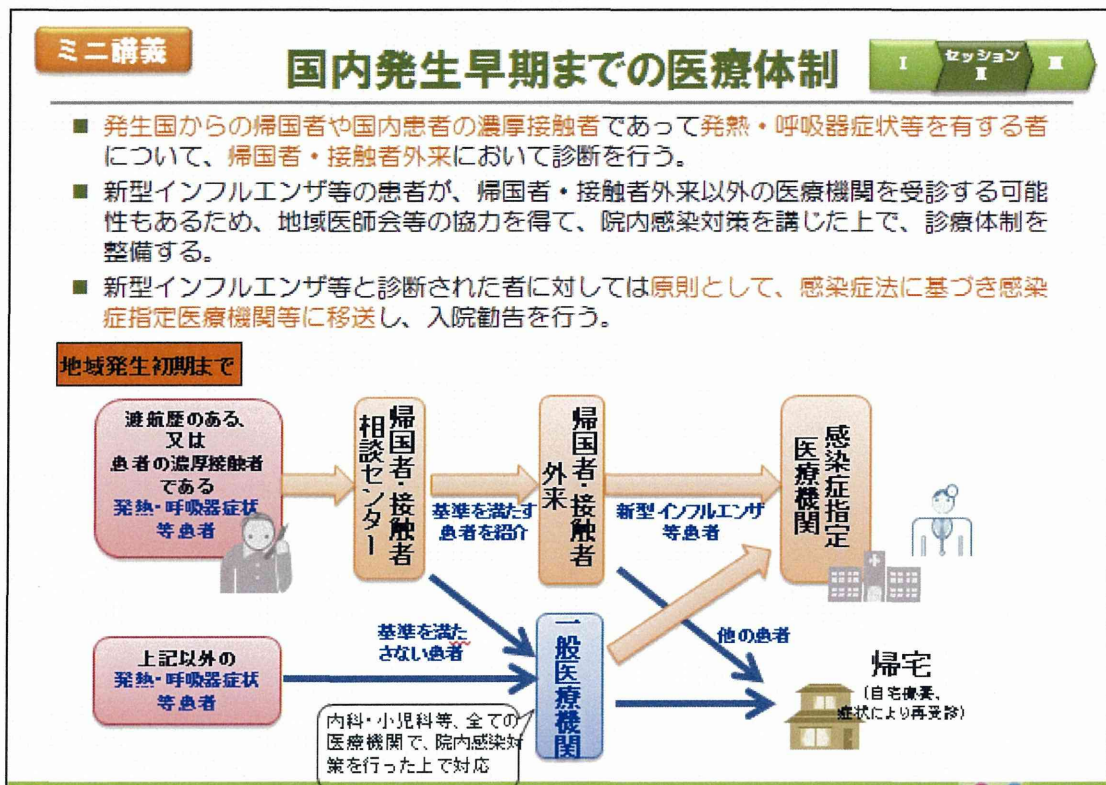 ミニ講義
国内発生早期までの医療体制
Ⅰ
セッション
Ⅱ
Ⅲ
■ 発生国からの帰国者や国内患者の濃厚接触者であって発熱・呼吸器症状等を有する者
について、帰国者・接触者外来において診断を行う。
■ 新型インフルエンザ等の患者が、帰国者・接触者外来以外の医療機関を受診する可能
性もあるため、地域医師会等の協力を得て、院内感染対策を講じた上で、診療体制を
整備する。
■ 新型インフルエンザ等と診断された者に対しては原則として、感染症法に基づき感染
症指定医療機関等に移送し、入院勧告を行う。
地域発生初期まで
渡航歴のある、
又は
患者の濃厚接触者
である
発熱・呼吸器症状
等患者
帰国者・接触者
相談センター
基準を満たす
患者を紹介
帰国者・接触者
外来
新型インフルエンザ
等患者
感染症指定
医療機関
上記以外の
発熱・呼吸器症状
等患者
基準を満た
さない患者
一般医療機関
他の患者
帰宅
(自宅療養、
症状により再受診)
内科・小児科等、全ての
医療機関で、院内感染対
策を行った上で対応